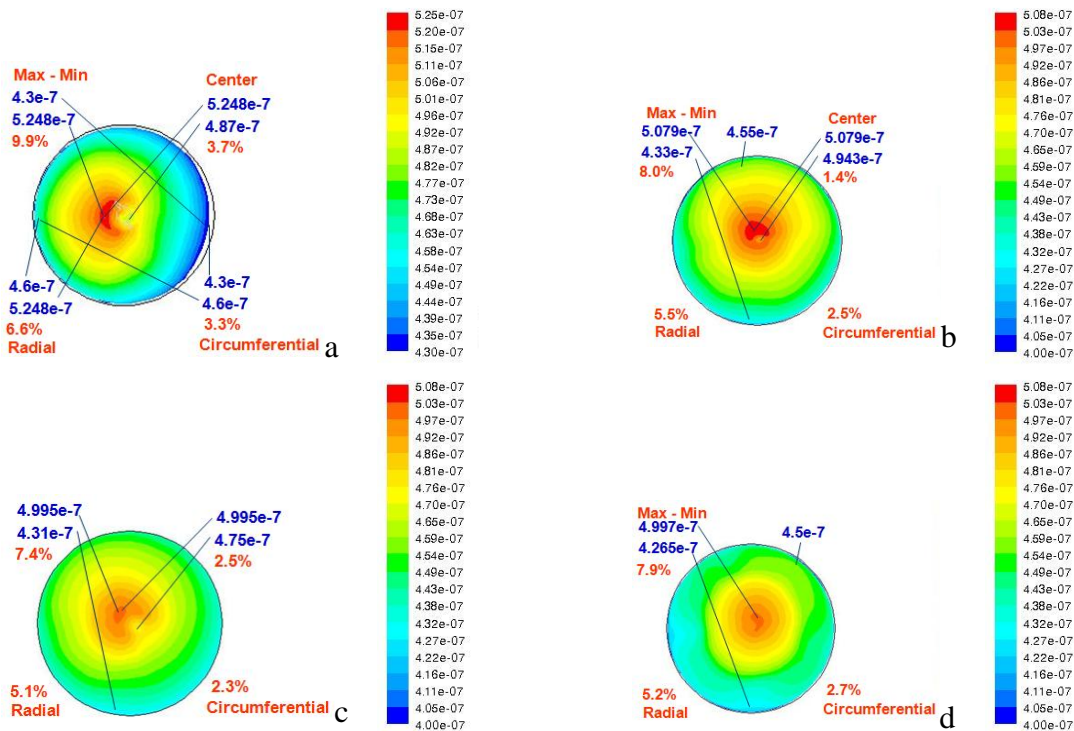 Max - Min
4.3e-7
5.248e-7
9.9%
Center
5.248e-7
4.87e-7
3.7%
4.6e-7
5.248e-7
6.6%
Radial
4.3e-7
4.6e-7
3.3%
Circumferential
a
5.25e-07
5.20e-07
5.15e-07
5.11e-07
5.06e-07
5.01e-07
4.96e-07
4.92e-07
4.87e-07
4.82e-07
4.77e-07
4.73e-07
4.68e-07
4.63e-07
4.58e-07
4.54e-07
4.49e-07
4.44e-07
4.39e-07
4.35e-07
4.30e-07
Max - Min
5.079e-7
4.33e-7
8.0%
4.55e-7
Center
5.079e-7
4.943e-7
1.4%
5.5%
Radial
2.5%
Circumferential
b
5.08e-07
5.03e-07
4.97e-07
4.92e-07
4.86e-07
4.81e-07
4.76e-07
4.70e-07
4.65e-07
4.59e-07
4.54e-07
4.49e-07
4.43e-07
4.38e-07
4.32e-07
4.27e-07
4.22e-07
4.16e-07
4.11e-07
4.05e-07
4.00e-07
4.995e-7
4.31e-7
7.4%
4.995e-7
4.75e-7
2.5%
5.1%
Radial
2.3%
Circumferential
c
5.08e-07
5.03e-07
4.97e-07
4.92e-07
4.86e-07
4.81e-07
4.76e-07
4.70e-07
4.65e-07
4.59e-07
4.54e-07
4.49e-07
4.43e-07
4.38e-07
4.32e-07
4.27e-07
4.22e-07
4.16e-07
4.11e-07
4.05e-07
4.00e-07
Max - Min
4.997e-7
4.265e-7
7.9%
4.5e-7
5.2%
Radial
2.7%
Circumferential
d
5.08e-07
5.03e-07
4.97e-07
4.92e-07
4.86e-07
4.81e-07
4.76e-07
4.70e-07
4.65e-07
4.59e-07
4.54e-07
4.49e-07
4.43e-07
4.38e-07
4.32e-07
4.27e-07
4.22e-07
4.16e-07
4.11e-07
4.05e-07
4.00e-07